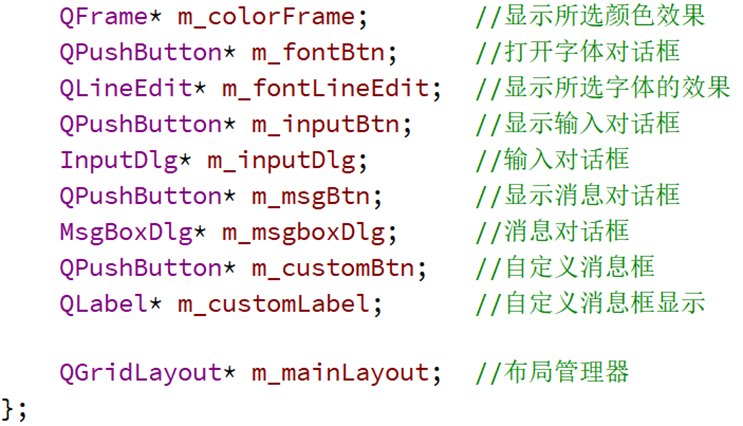 QFrame* m_colorFrame;       //显示所选颜色效果
QPushButton* m_fontBtn;     //打开字体对话框
QLineEdit* m_fontLineEdit;  //显示所选字体的效果
QPushButton* m_inputBtn;    //显示输入对话框
InputDlg* m_inputDlg;       //输入对话框
QPushButton* m_msgBtn;      //显示消息对话框
MsgBoxDlg* m_msgboxDlg;     //消息对话框
QPushButton* m_customBtn;   //自定义消息框
QLabel* m_customLabel;      //自定义消息框显示
QGridLayout* m_mainLayout;  //布局管理器
};